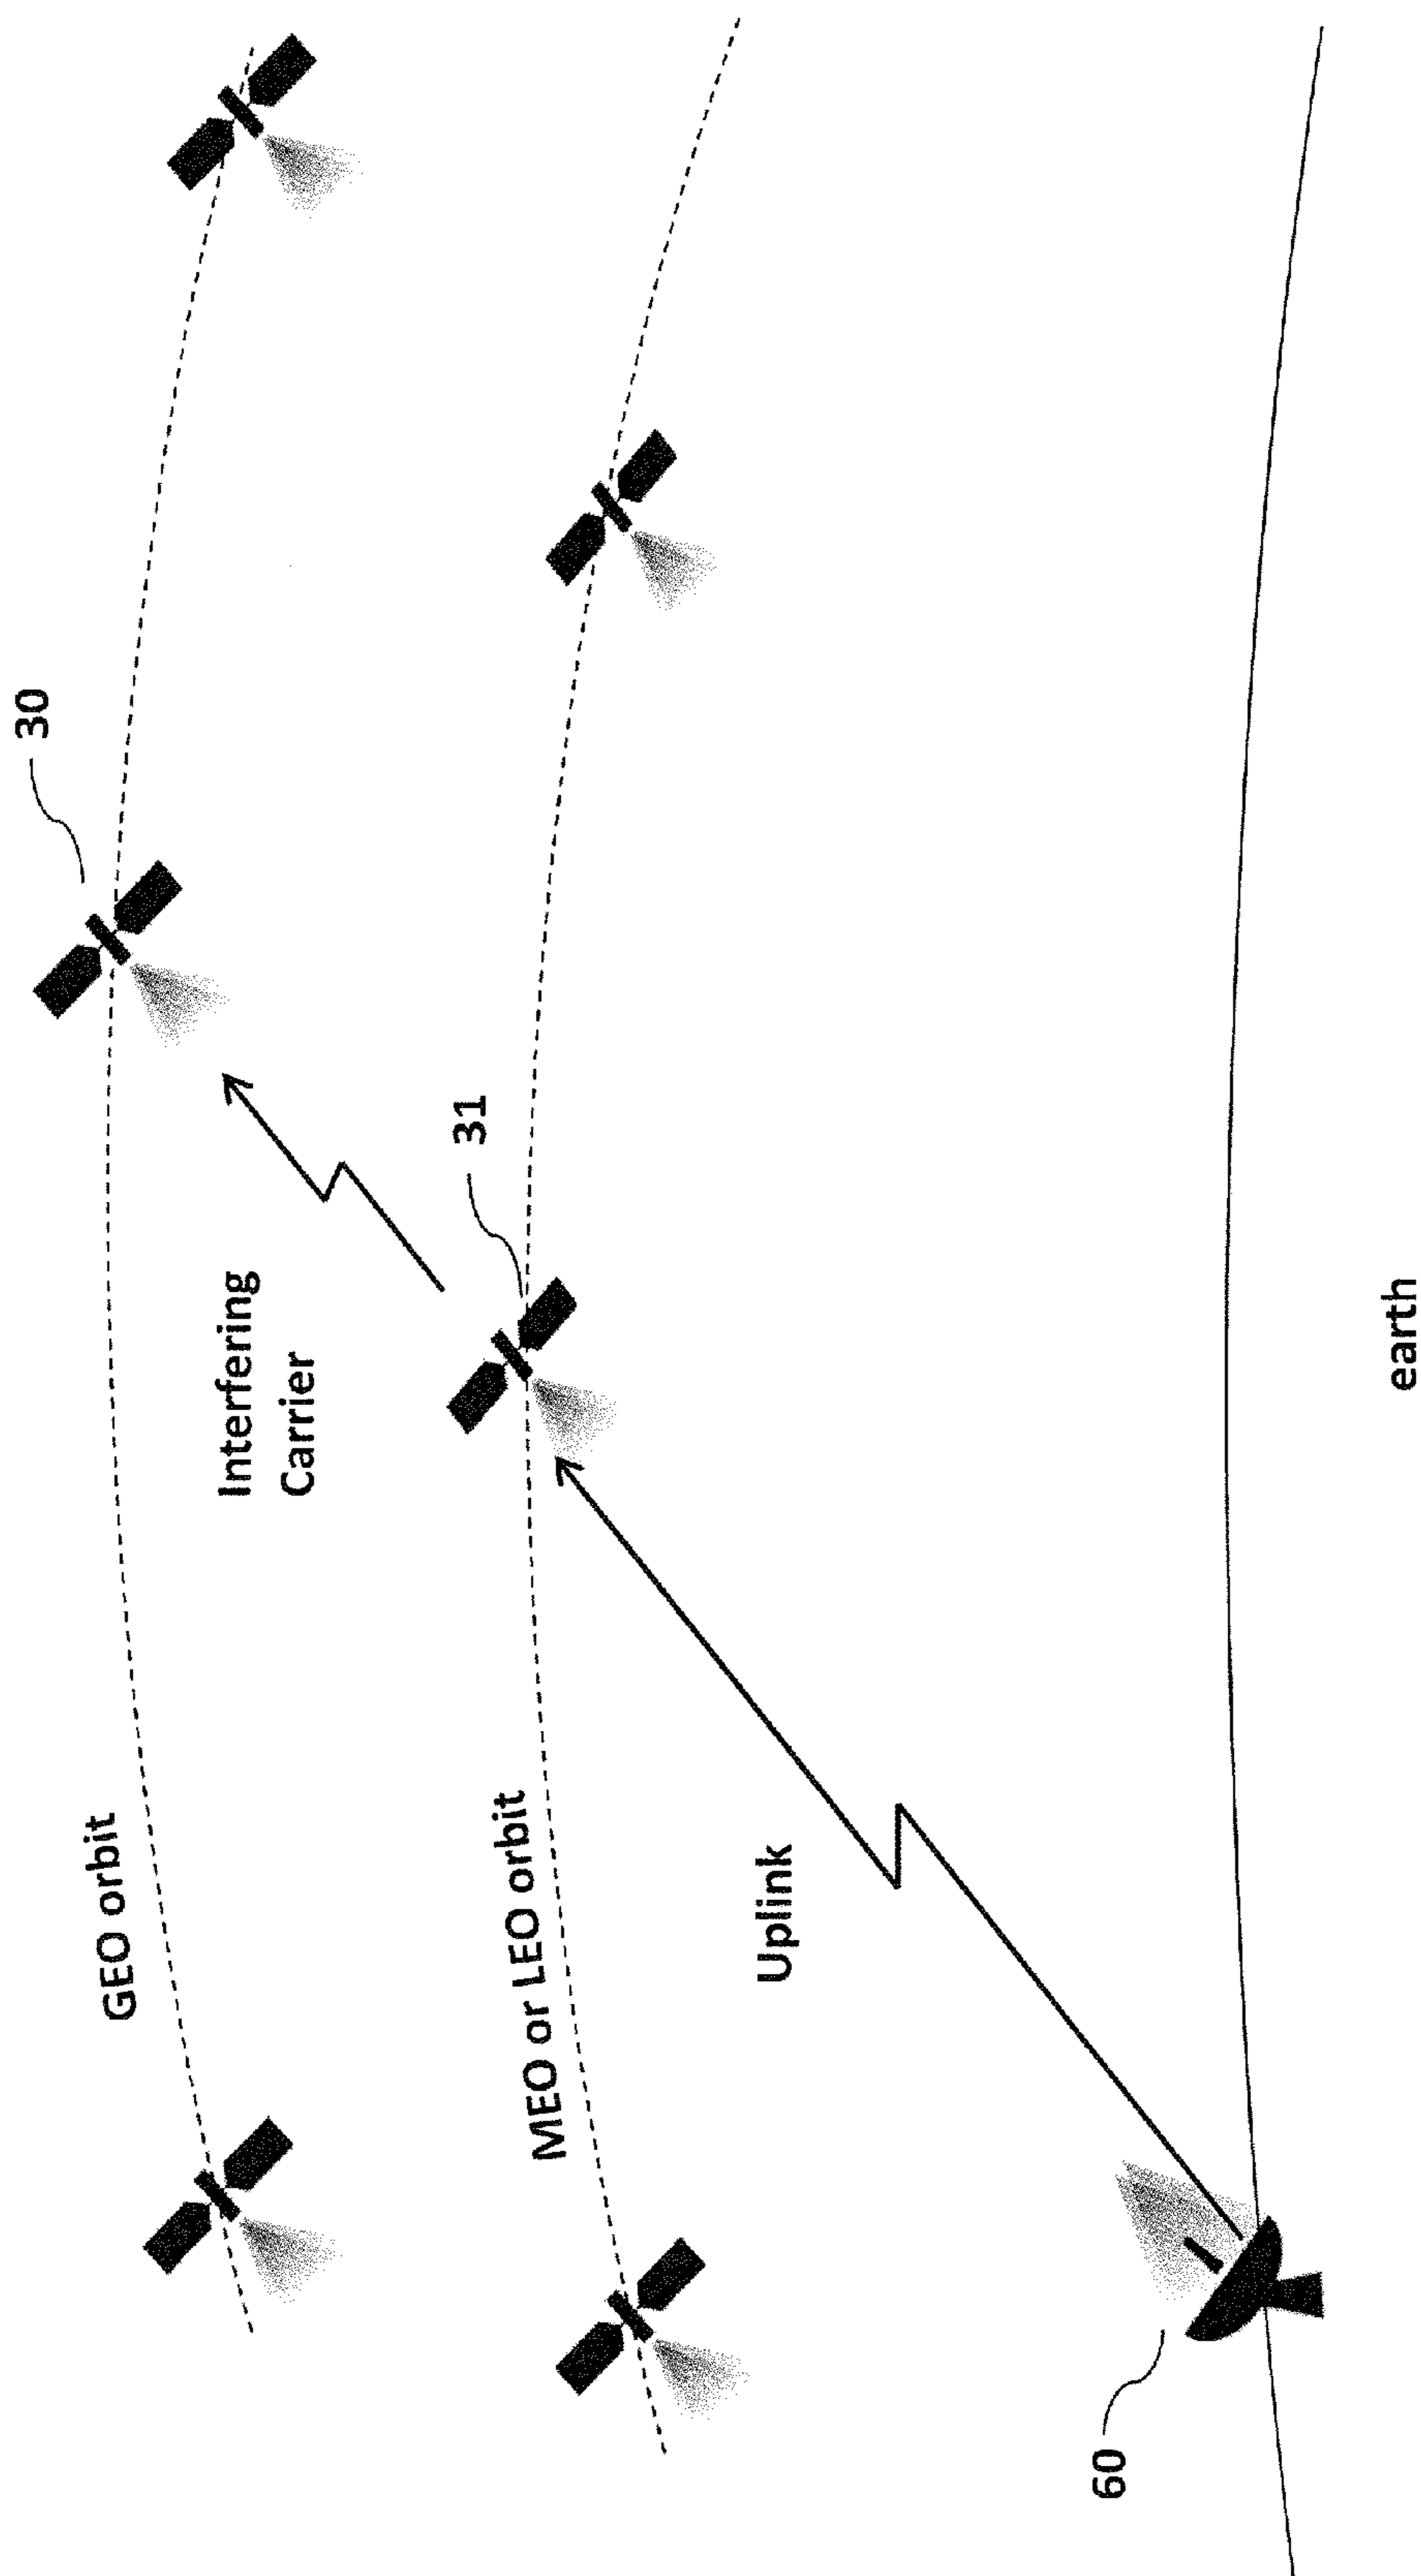 GEO orbit
30
Interfering
Carrier
31
MEO or LEO orbit
Uplink
60
earth